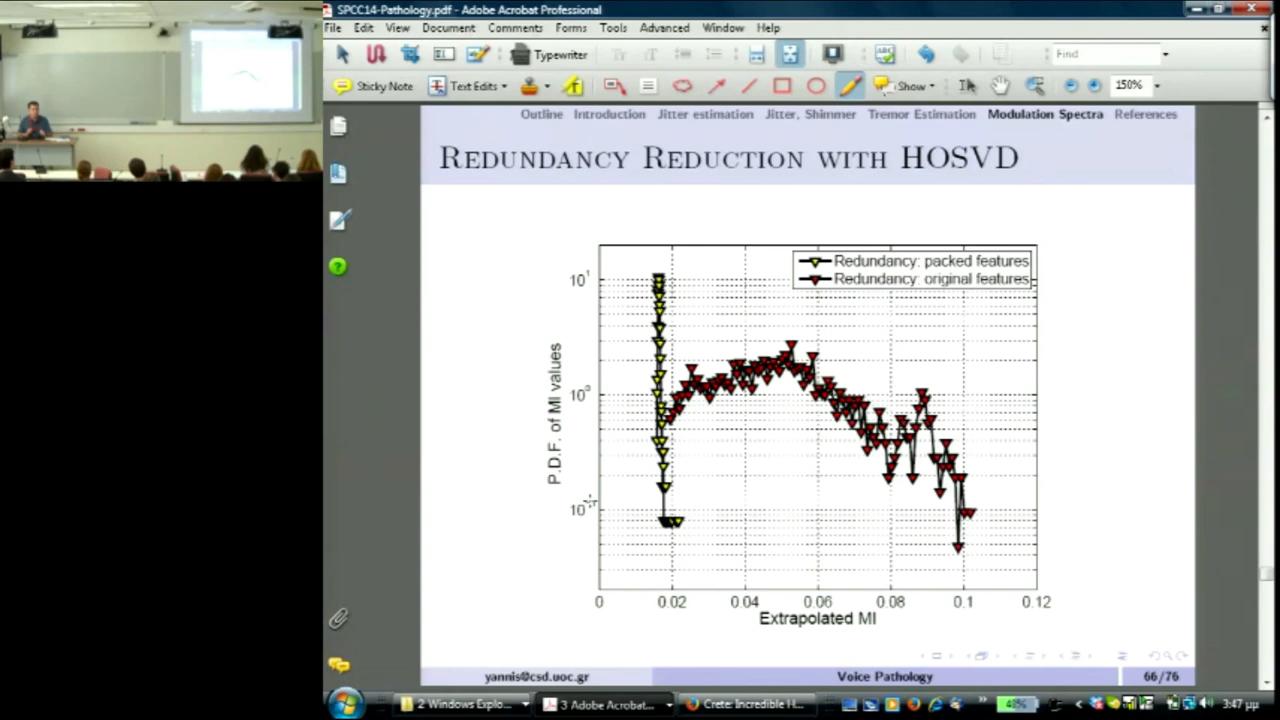 SPCC14-Pathology.pdf - Adobe Acrobat Professional
File Edit View Document Comments Forms Tools Advanced Window Help
Typewriter
Find
Sticky Note
Text Edits
Show
150%
Outline Introduction Jitter estimation Jitter, Shimmer Tremor Estimation Modulation Spectra References
Redundancy Reduction with HOSVD
Redundancy: packed features
Redundancy: original features
P.D.F. of MI values
10¹
10⁰
10⁻¹
0 0.02 0.04 0.06 0.08 0.1 0.12
Extrapolated MI
yannis@csd.uoc.gr Voice Pathology 66/76
2 Windows Explo...
3 Adobe Acrobat...
Crete: Incredible H...
48%
3:47 μμ